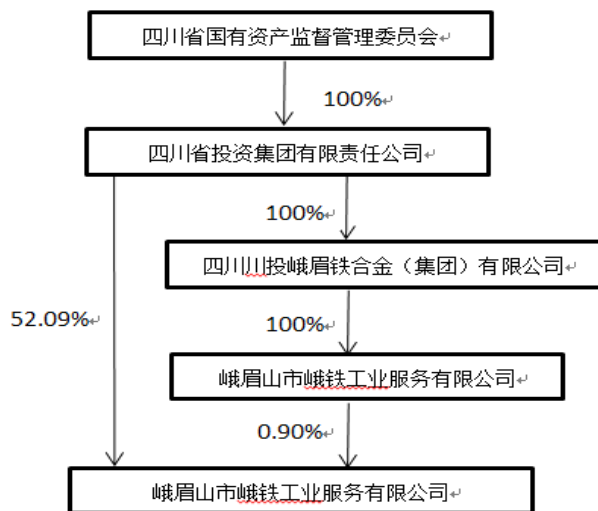 四川省国有资产监督管理委员会
100%
四川省投资集团有限责任公司
100%
四川川投峨眉铁合金（集团）有限公司
52.09%
100%
峨眉山市峨铁工业服务有限公司
0.90%
峨眉山市峨铁工业服务有限公司